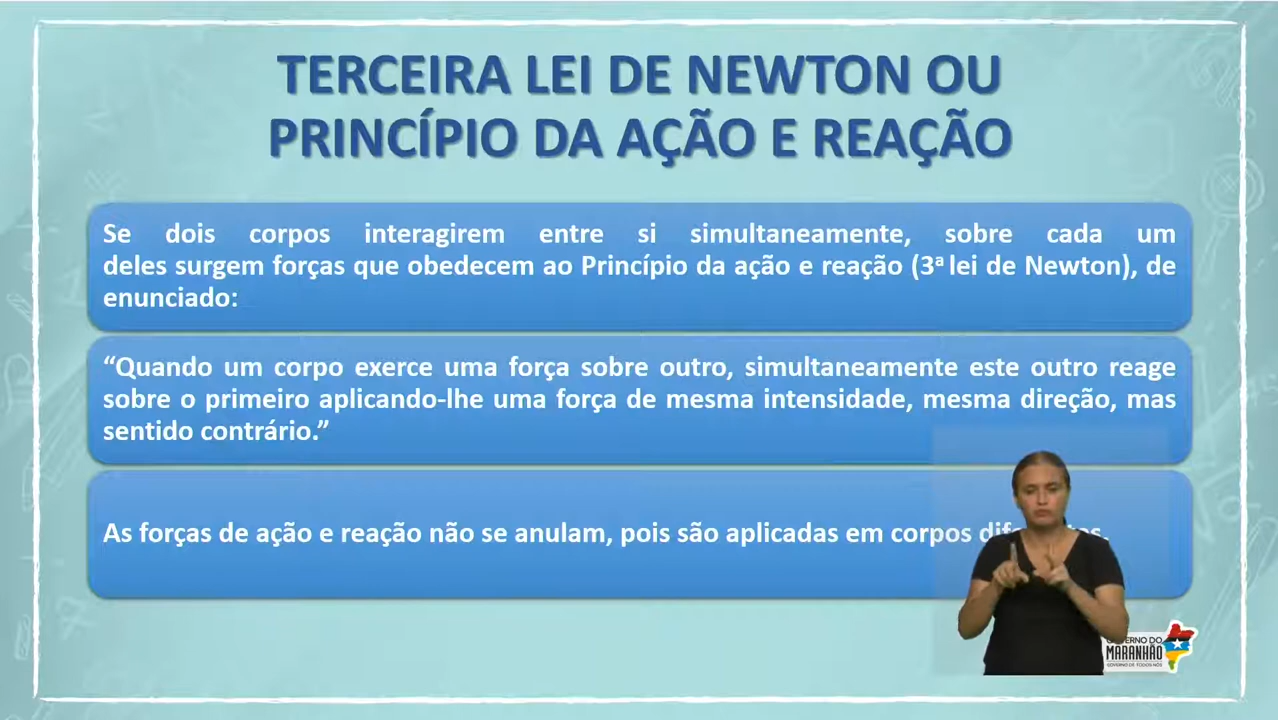 TERCEIRA LEI DE NEWTON OU
PRINCÍPIO DA AÇÃO E REAÇÃO
Se dois corpos interagirem entre si simultaneamente, sobre cada um
deles surgem forças que obedecem ao Princípio da ação e reação (3ª lei de Newton), de
enunciado:
“Quando um corpo exerce uma força sobre outro, simultaneamente este outro reage
sobre o primeiro aplicando-lhe uma força de mesma intensidade, mesma direção, mas
sentido contrário.”
As forças de ação e reação não se anulam, pois são aplicadas em corpos
GOVERNO DO
MARANHÃO
GOVERNO DE TODOS NÓS